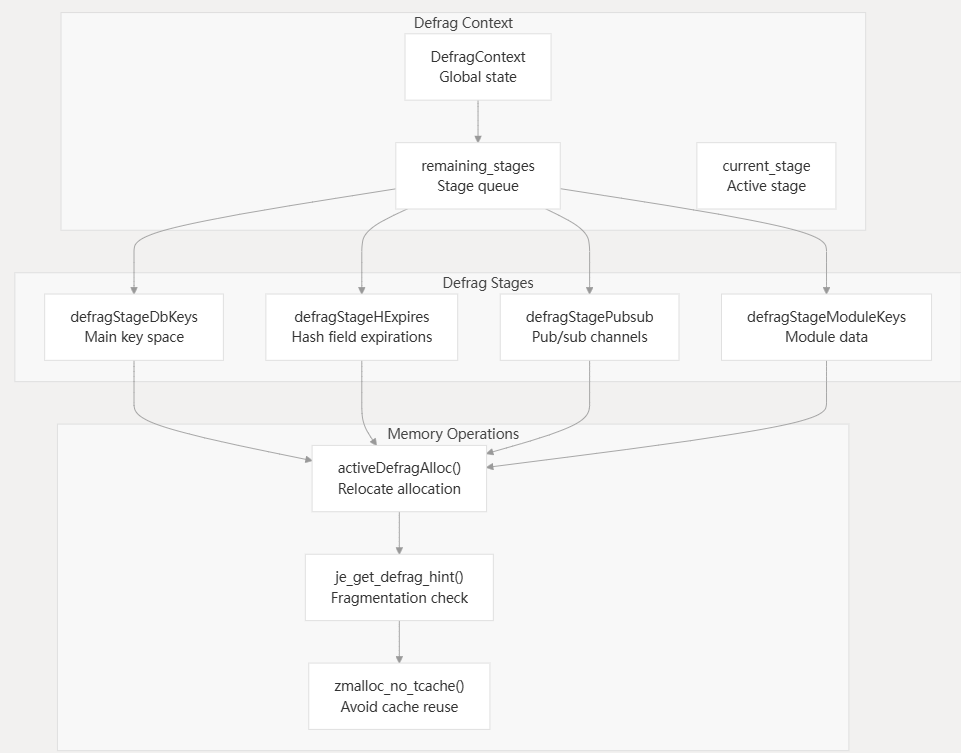 Defrag Context
DefragContext
Global state
remaining_stages
Stage queue
current_stage
Active stage
Defrag Stages
defragStageDbKeys
Main key space
defragStageHExpires
Hash field expirations
defragStagePubsub
Pub/sub channels
defragStageModuleKeys
Module data
Memory Operations
activeDefragAlloc()
Relocate allocation
je_get_defrag_hint()
Fragmentation check
zmalloc_no_tcache()
Avoid cache reuse